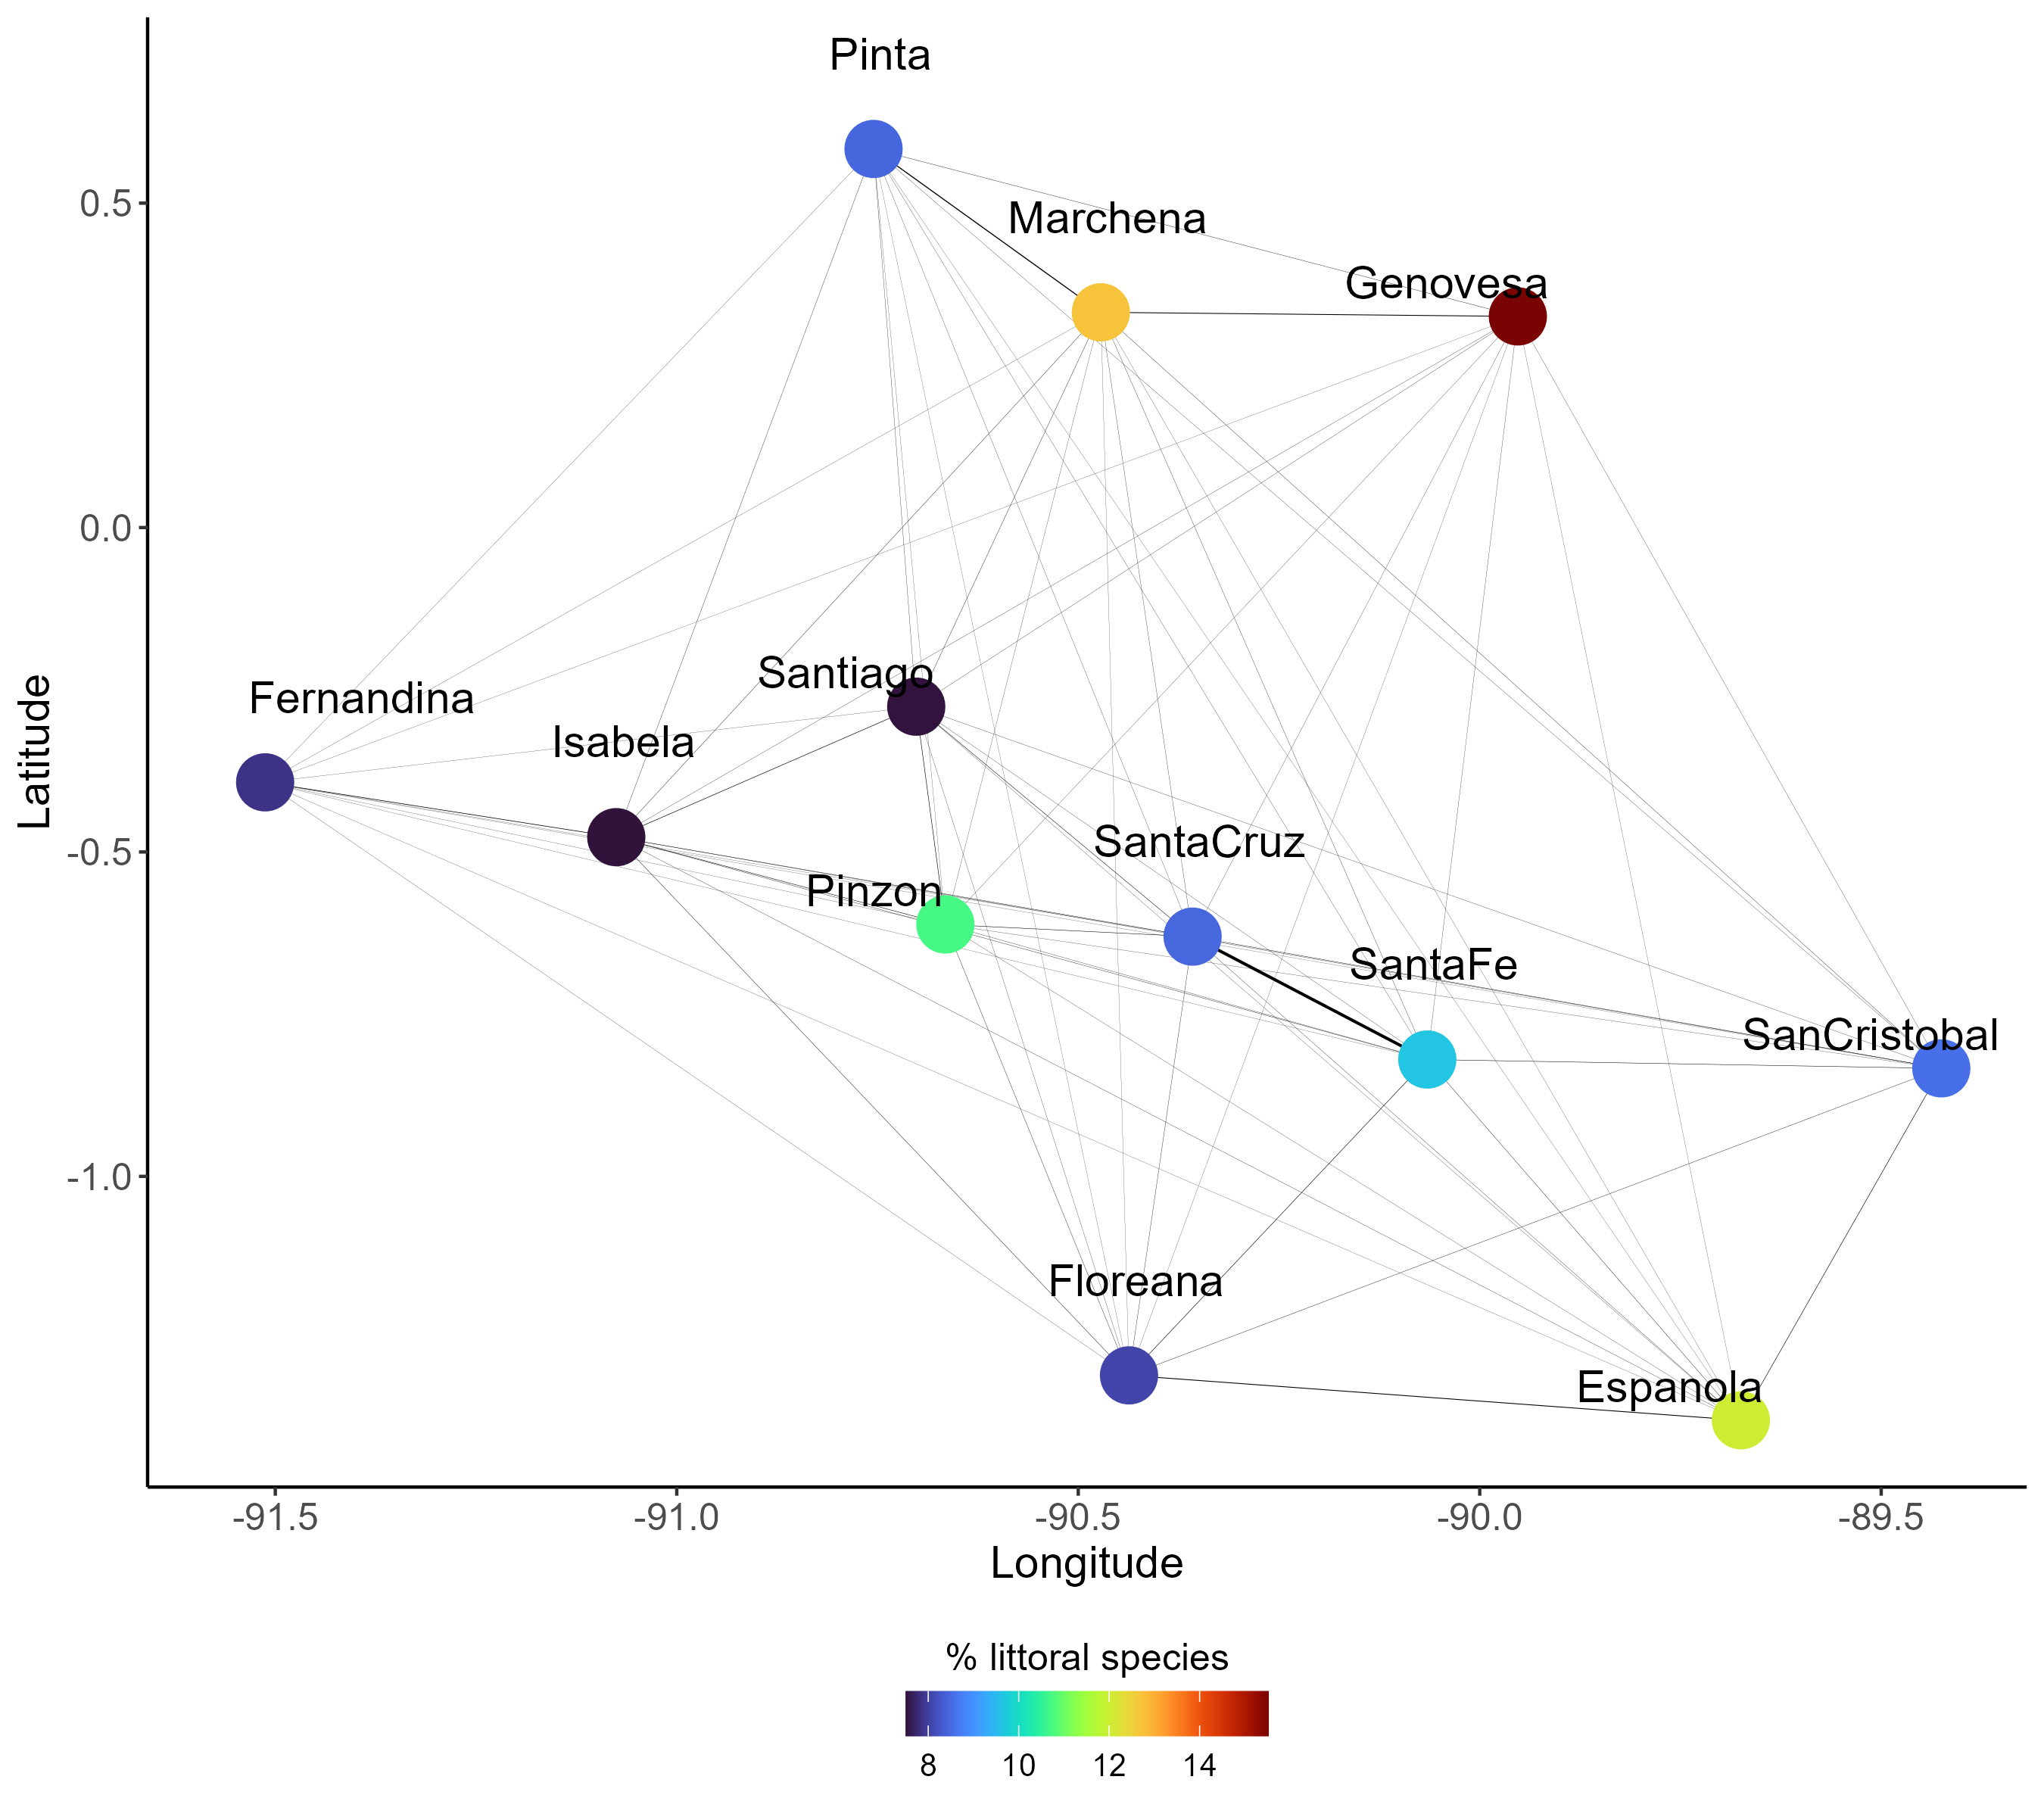 Pinta
0.5
Marchena
Genovesa
0.0
Santiago
Fernandina
Isabela
Latitude
-0.5
SantaCruz
Pinzon
SantaFe
SanCristobal
-1.0
Floreana
Espanola
-91.5 -91.0 -90.5 -90.0 -89.5
Longitude
% littoral species
8 10 12 14